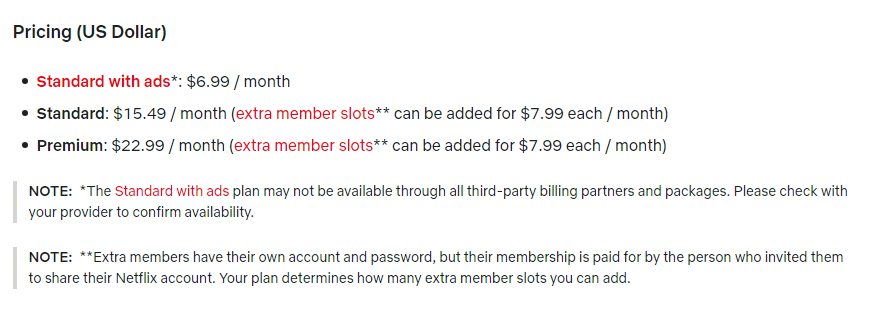 Pricing (US Dollar)
• Standard with ads*: $6.99 / month
• Standard: $15.49 / month (extra member slots** can be added for $7.99 each / month)
• Premium: $22.99 / month (extra member slots** can be added for $7.99 each / month)
NOTE: *The Standard with ads plan may not be available through all third-party billing partners and packages. Please check with
your provider to confirm availability.
NOTE: **Extra members have their own account and password, but their membership is paid for by the person who invited them
to share their Netflix account. Your plan determines how many extra member slots you can add.